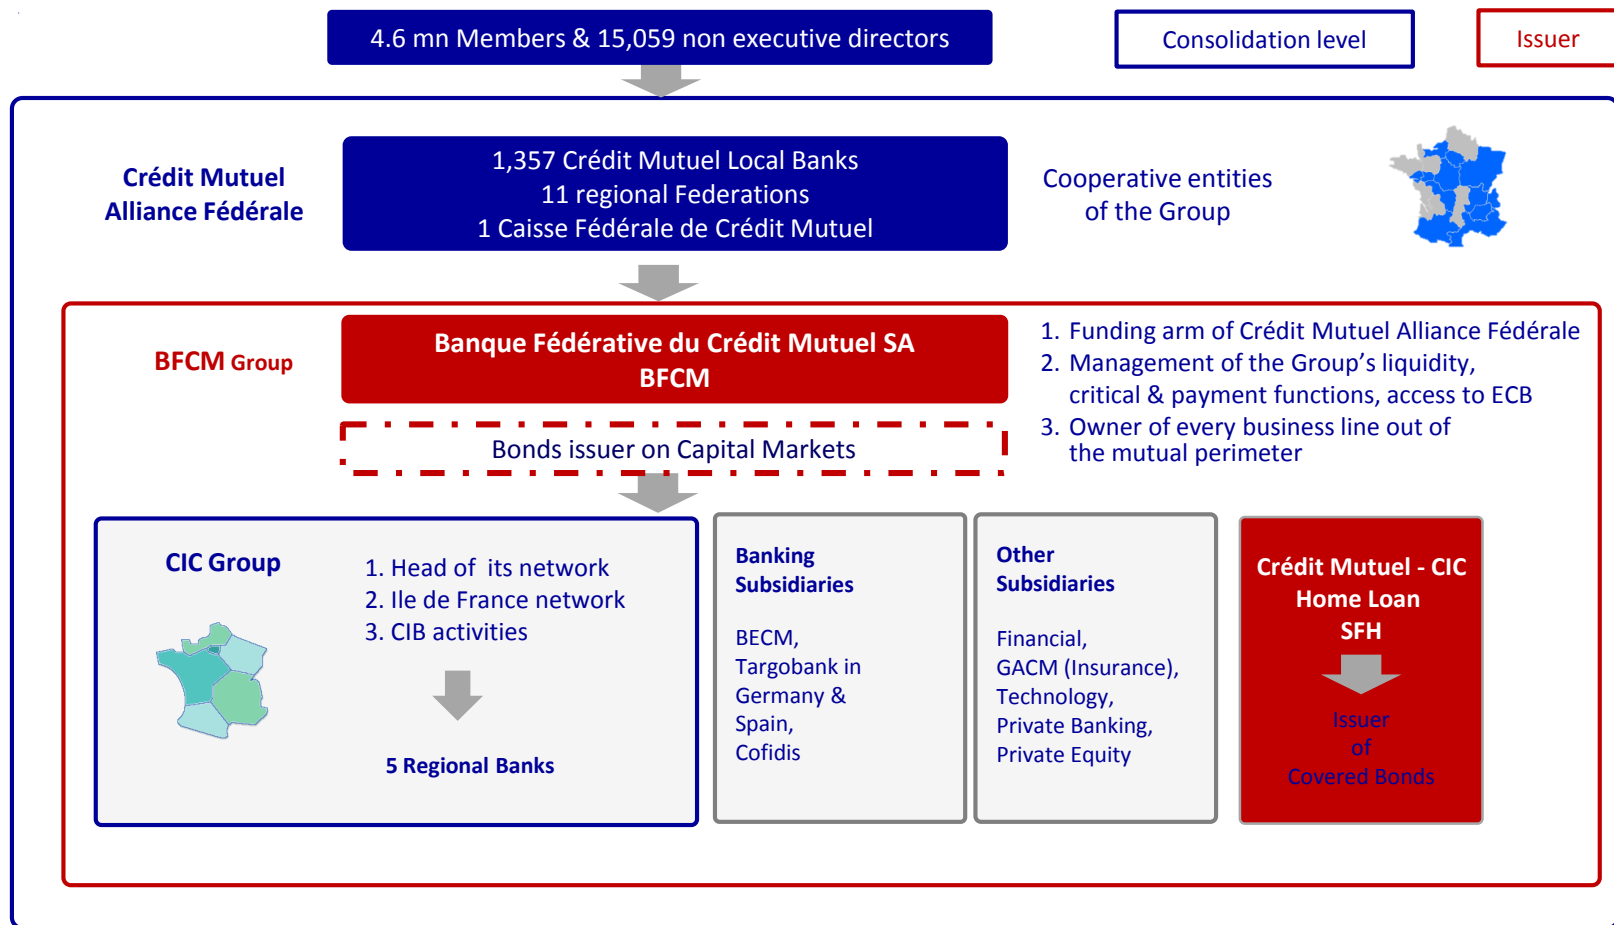 4.6 mn Members & 15,059 non executive directors
Consolidation level
Issuer
Crédit Mutuel
Alliance Fédérale
1,357 Crédit Mutuel Local Banks
11 regional Federations
1 Caisse Fédérale de Crédit Mutuel
Cooperative entities
of the Group
BFCM Group
Banque Fédérative du Crédit Mutuel SA
BFCM
Bonds issuer on Capital Markets
1. Funding arm of Crédit Mutuel Alliance Fédérale
2. Management of the Group's liquidity,
critical & payment functions, access to ECB
3. Owner of every business line out of
the mutual perimeter
CIC Group
1. Head of its network
2. Ile de France network
3. CIB activities
5 Regional Banks
Banking
Subsidiaries
BECM,
Targobank in
Germany &
Spain,
Cofidis
Other
Subsidiaries
Financial,
GACM (Insurance),
Technology,
Private Banking,
Private Equity
Crédit Mutuel - CIC
Home Loan
SFH
Issuer
of
Covered Bonds